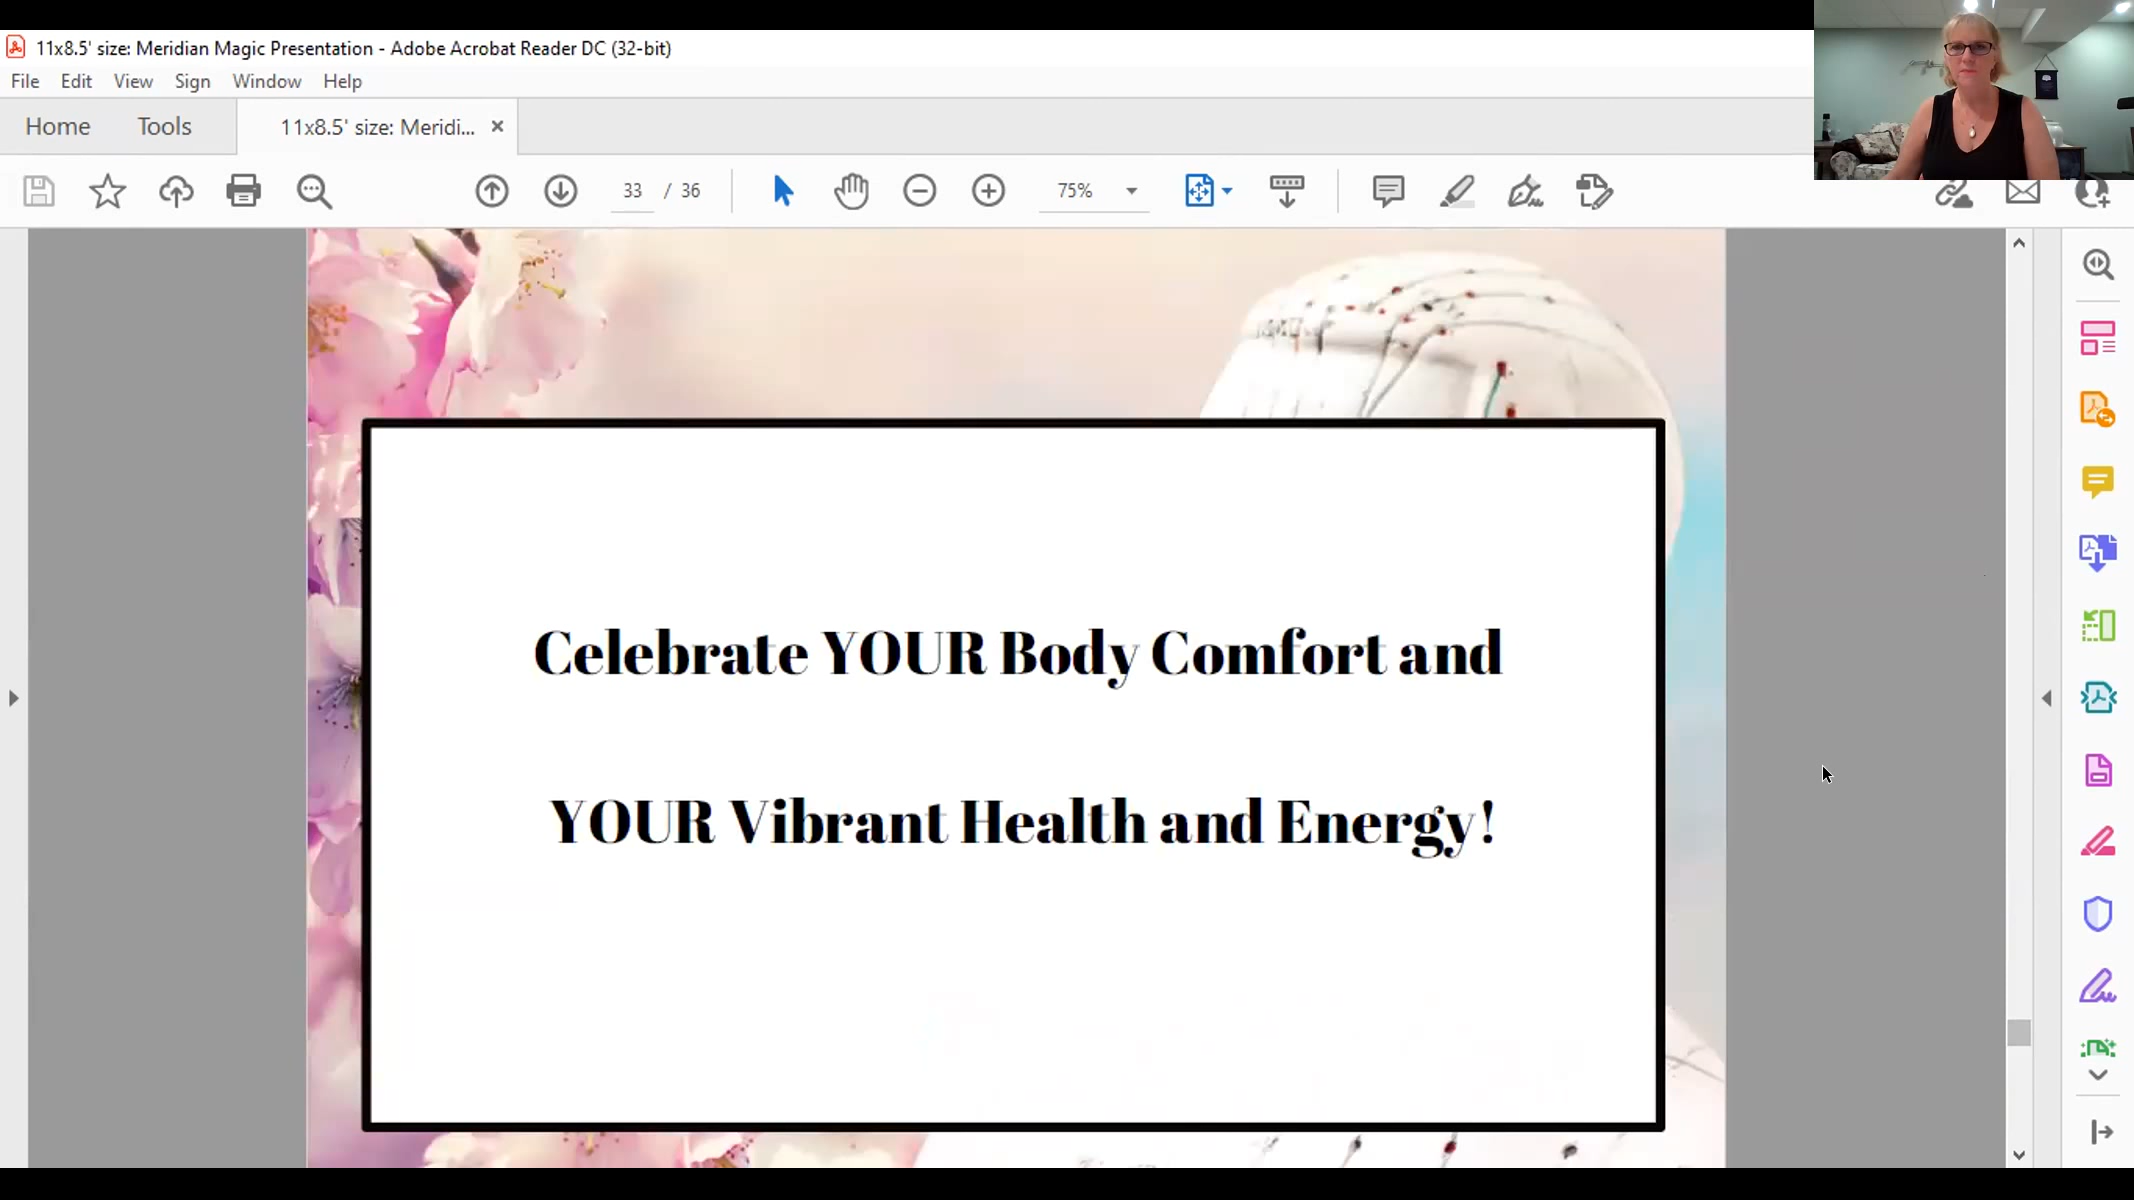 11x8.5' size: Meridian Magic Presentation - Adobe Acrobat Reader DC (32-bit)
File Edit View Sign Window Help
Home Tools 11x8.5' size: Meridi...
33 / 36 75%
Celebrate YOUR Body Comfort and
YOUR Vibrant Health and Energy!